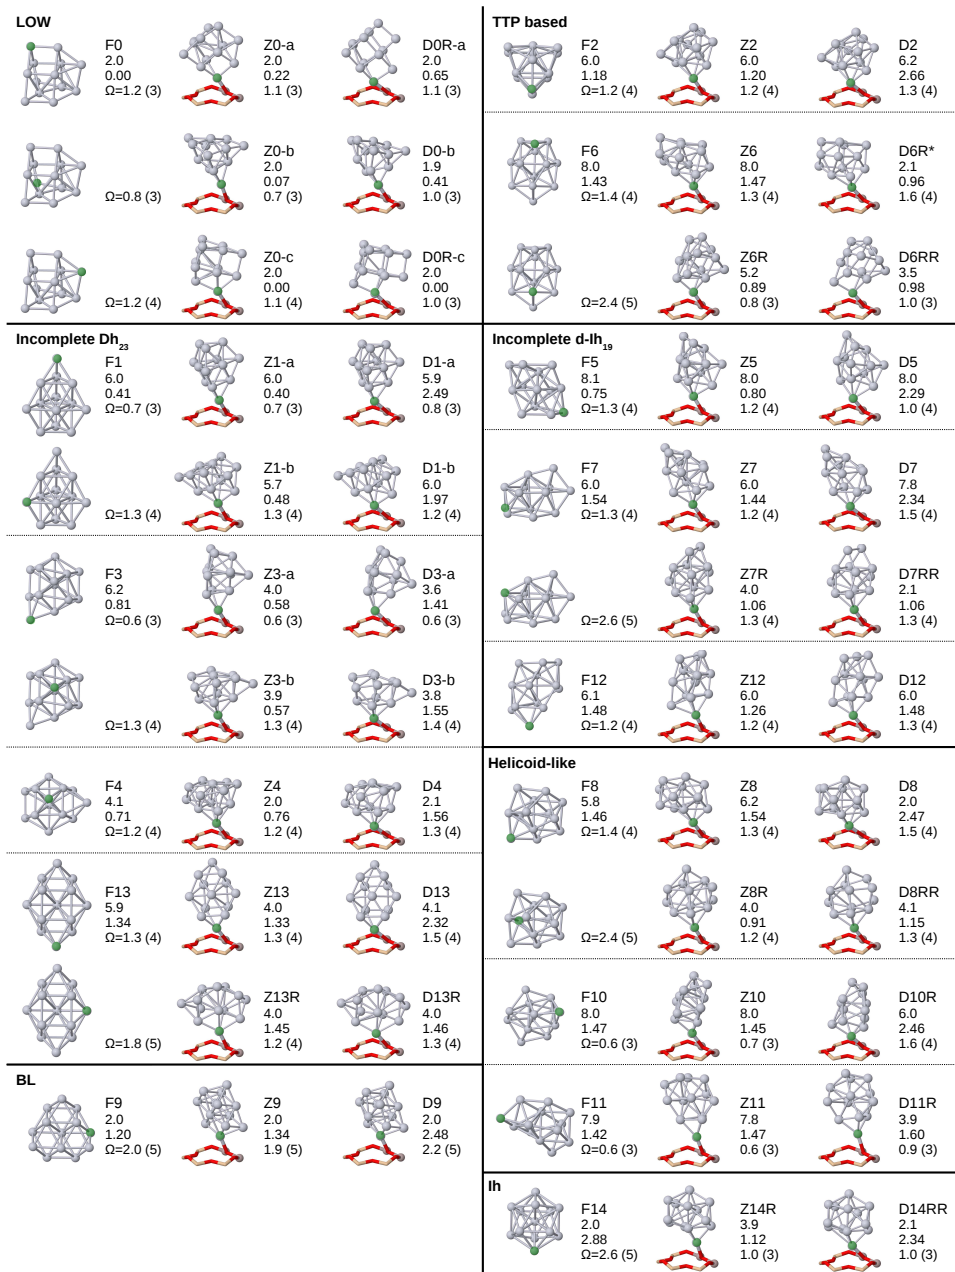 LOW
F0
2.0
0.00
Ω=1.2 (3)
Z0-a
2.0
0.22
1.1 (3)
D0R-a
2.0
0.65
1.1 (3)
Ω=0.8 (3)
Z0-b
2.0
0.07
0.7 (3)
D0-b
1.9
0.41
1.0 (3)
Ω=1.2 (4)
Z0-c
2.0
0.00
1.1 (4)
D0R-c
2.0
0.00
1.0 (3)
Incomplete Dh23
F1
6.0
0.41
Ω=0.7 (3)
Z1-a
6.0
0.40
0.7 (3)
D1-a
5.9
2.49
0.8 (3)
Ω=1.3 (4)
Z1-b
5.7
0.48
1.3 (4)
D1-b
6.0
1.97
1.2 (4)
F3
6.2
0.81
Ω=0.6 (3)
Z3-a
4.0
0.58
0.6 (3)
D3-a
3.6
1.41
0.6 (3)
Ω=1.3 (4)
Z3-b
3.9
0.57
1.3 (4)
D3-b
3.8
1.55
1.4 (4)
F4
4.1
0.71
Ω=1.2 (4)
Z4
2.0
0.76
1.2 (4)
D4
2.1
1.56
1.3 (4)
F13
5.9
1.34
Ω=1.3 (4)
Z13
4.0
1.33
1.3 (4)
D13
4.1
2.32
1.5 (4)
Ω=1.8 (5)
Z13R
4.0
1.45
1.2 (4)
D13R
4.0
1.46
1.3 (4)
BL
F9
2.0
1.20
Ω=2.0 (5)
Z9
2.0
1.34
1.9 (5)
D9
2.0
2.48
2.2 (5)
TTP based
F2
6.0
1.18
Ω=1.2 (4)
Z2
6.0
1.20
1.2 (4)
D2
6.2
2.66
1.3 (4)
F6
8.0
1.43
Ω=1.4 (4)
Z6
8.0
1.47
1.3 (4)
D6R*
2.1
0.96
1.6 (4)
Ω=2.4 (5)
Z6R
5.2
0.89
0.8 (3)
D6RR
3.5
0.98
1.0 (3)
Incomplete d-Ih19
F5
8.1
0.75
Ω=1.3 (4)
Z5
8.0
0.80
1.2 (4)
D5
8.0
2.29
1.0 (4)
F7
6.0
1.54
Ω=1.3 (4)
Z7
6.0
1.44
1.2 (4)
D7
7.8
2.34
1.5 (4)
Ω=2.6 (5)
Z7R
4.0
1.06
1.3 (4)
D7RR
2.1
1.06
1.3 (4)
F12
6.1
1.48
Ω=1.2 (4)
Z12
6.0
1.26
1.2 (4)
D12
6.0
1.48
1.3 (4)
Helicoid-like
F8
5.8
1.46
Ω=1.4 (4)
Z8
6.2
1.54
1.3 (4)
D8
2.0
2.47
1.5 (4)
Ω=2.4 (5)
Z8R
4.0
0.91
1.2 (4)
D8RR
4.1
1.15
1.3 (4)
F10
8.0
1.47
Ω=0.6 (3)
Z10
8.0
1.45
0.7 (3)
D10R
6.0
2.46
1.6 (4)
F11
7.9
1.42
Ω=0.6 (3)
Z11
7.8
1.47
0.6 (3)
D11R
3.9
1.60
0.9 (3)
Ih
F14
2.0
2.88
Ω=2.6 (5)
Z14R
3.9
1.12
1.0 (3)
D14RR
2.1
2.34
1.0 (3)